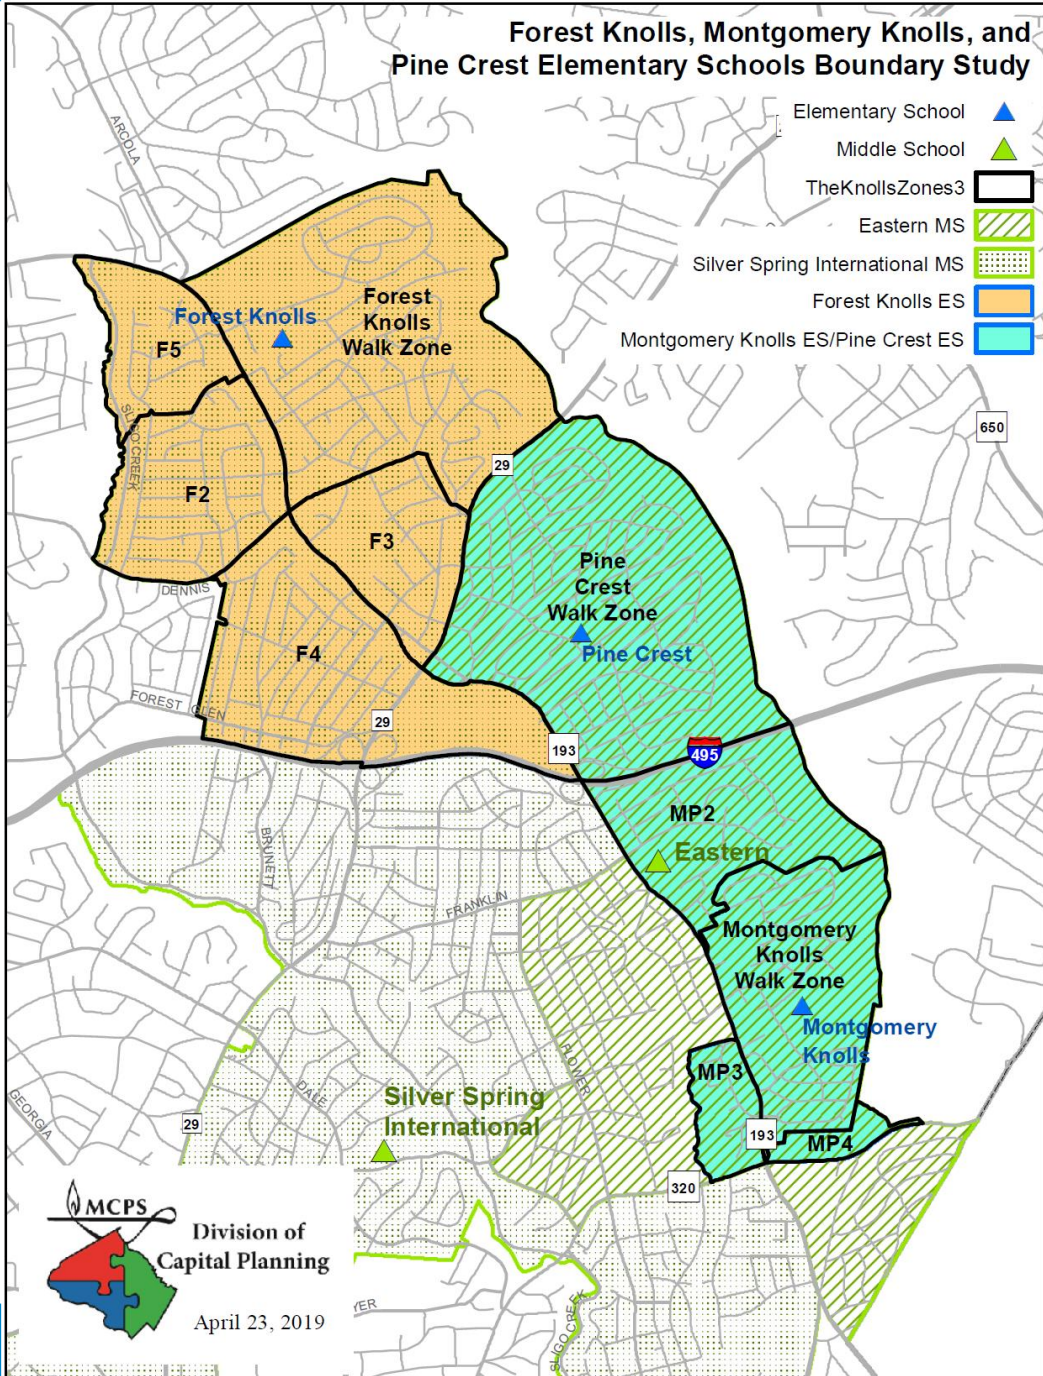 Forest Knolls, Montgomery Knolls, and
Pine Crest Elementary Schools Boundary Study
Elementary School
Middle School
TheKnollsZones3
Eastern MS
Silver Spring International MS
Forest Knolls ES
Montgomery Knolls ES/Pine Crest ES
ARCOLA
650
Forest Knolls
Forest
Knolls
Walk Zone
F5
SLIGO CREEK
29
F2
F3
Pine
Crest
Walk Zone
Pine Crest
DENNIS
F4
FOREST GLEN
29
193
495
MP2
Eastern
BRUNETT
FRANKLIN
Montgomery
Knolls
Walk Zone
Montgomery
Knolls
FLOWER
MP3
DALE
Silver Spring
International
GEORGIA
29
193
MP4
320
MCPS
Division of
Capital Planning
April 23, 2019
YER
SLIGO CREEK